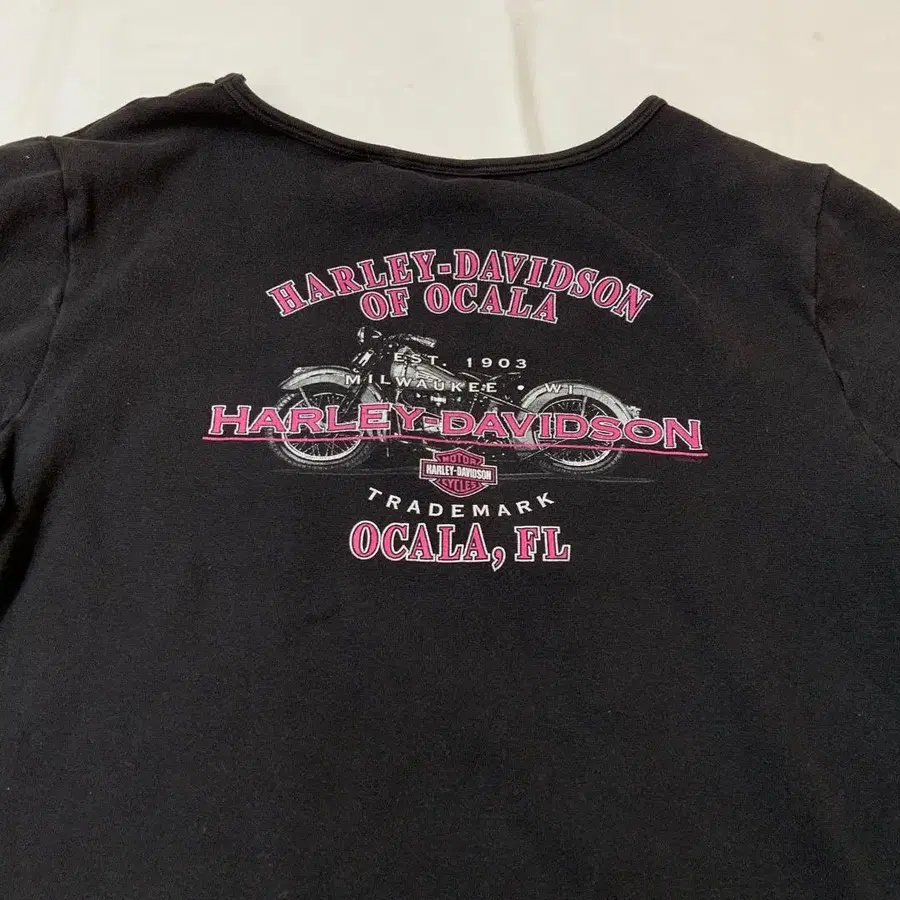 HARLEY-DAVIDSON
OF OCALA
EST. 1903
MILWAUKEE • WI
HARLEY-DAVIDSON
MOTOR
HARLEY-DAVIDSON
CYCLES
TRADEMARK
OCALA, FL